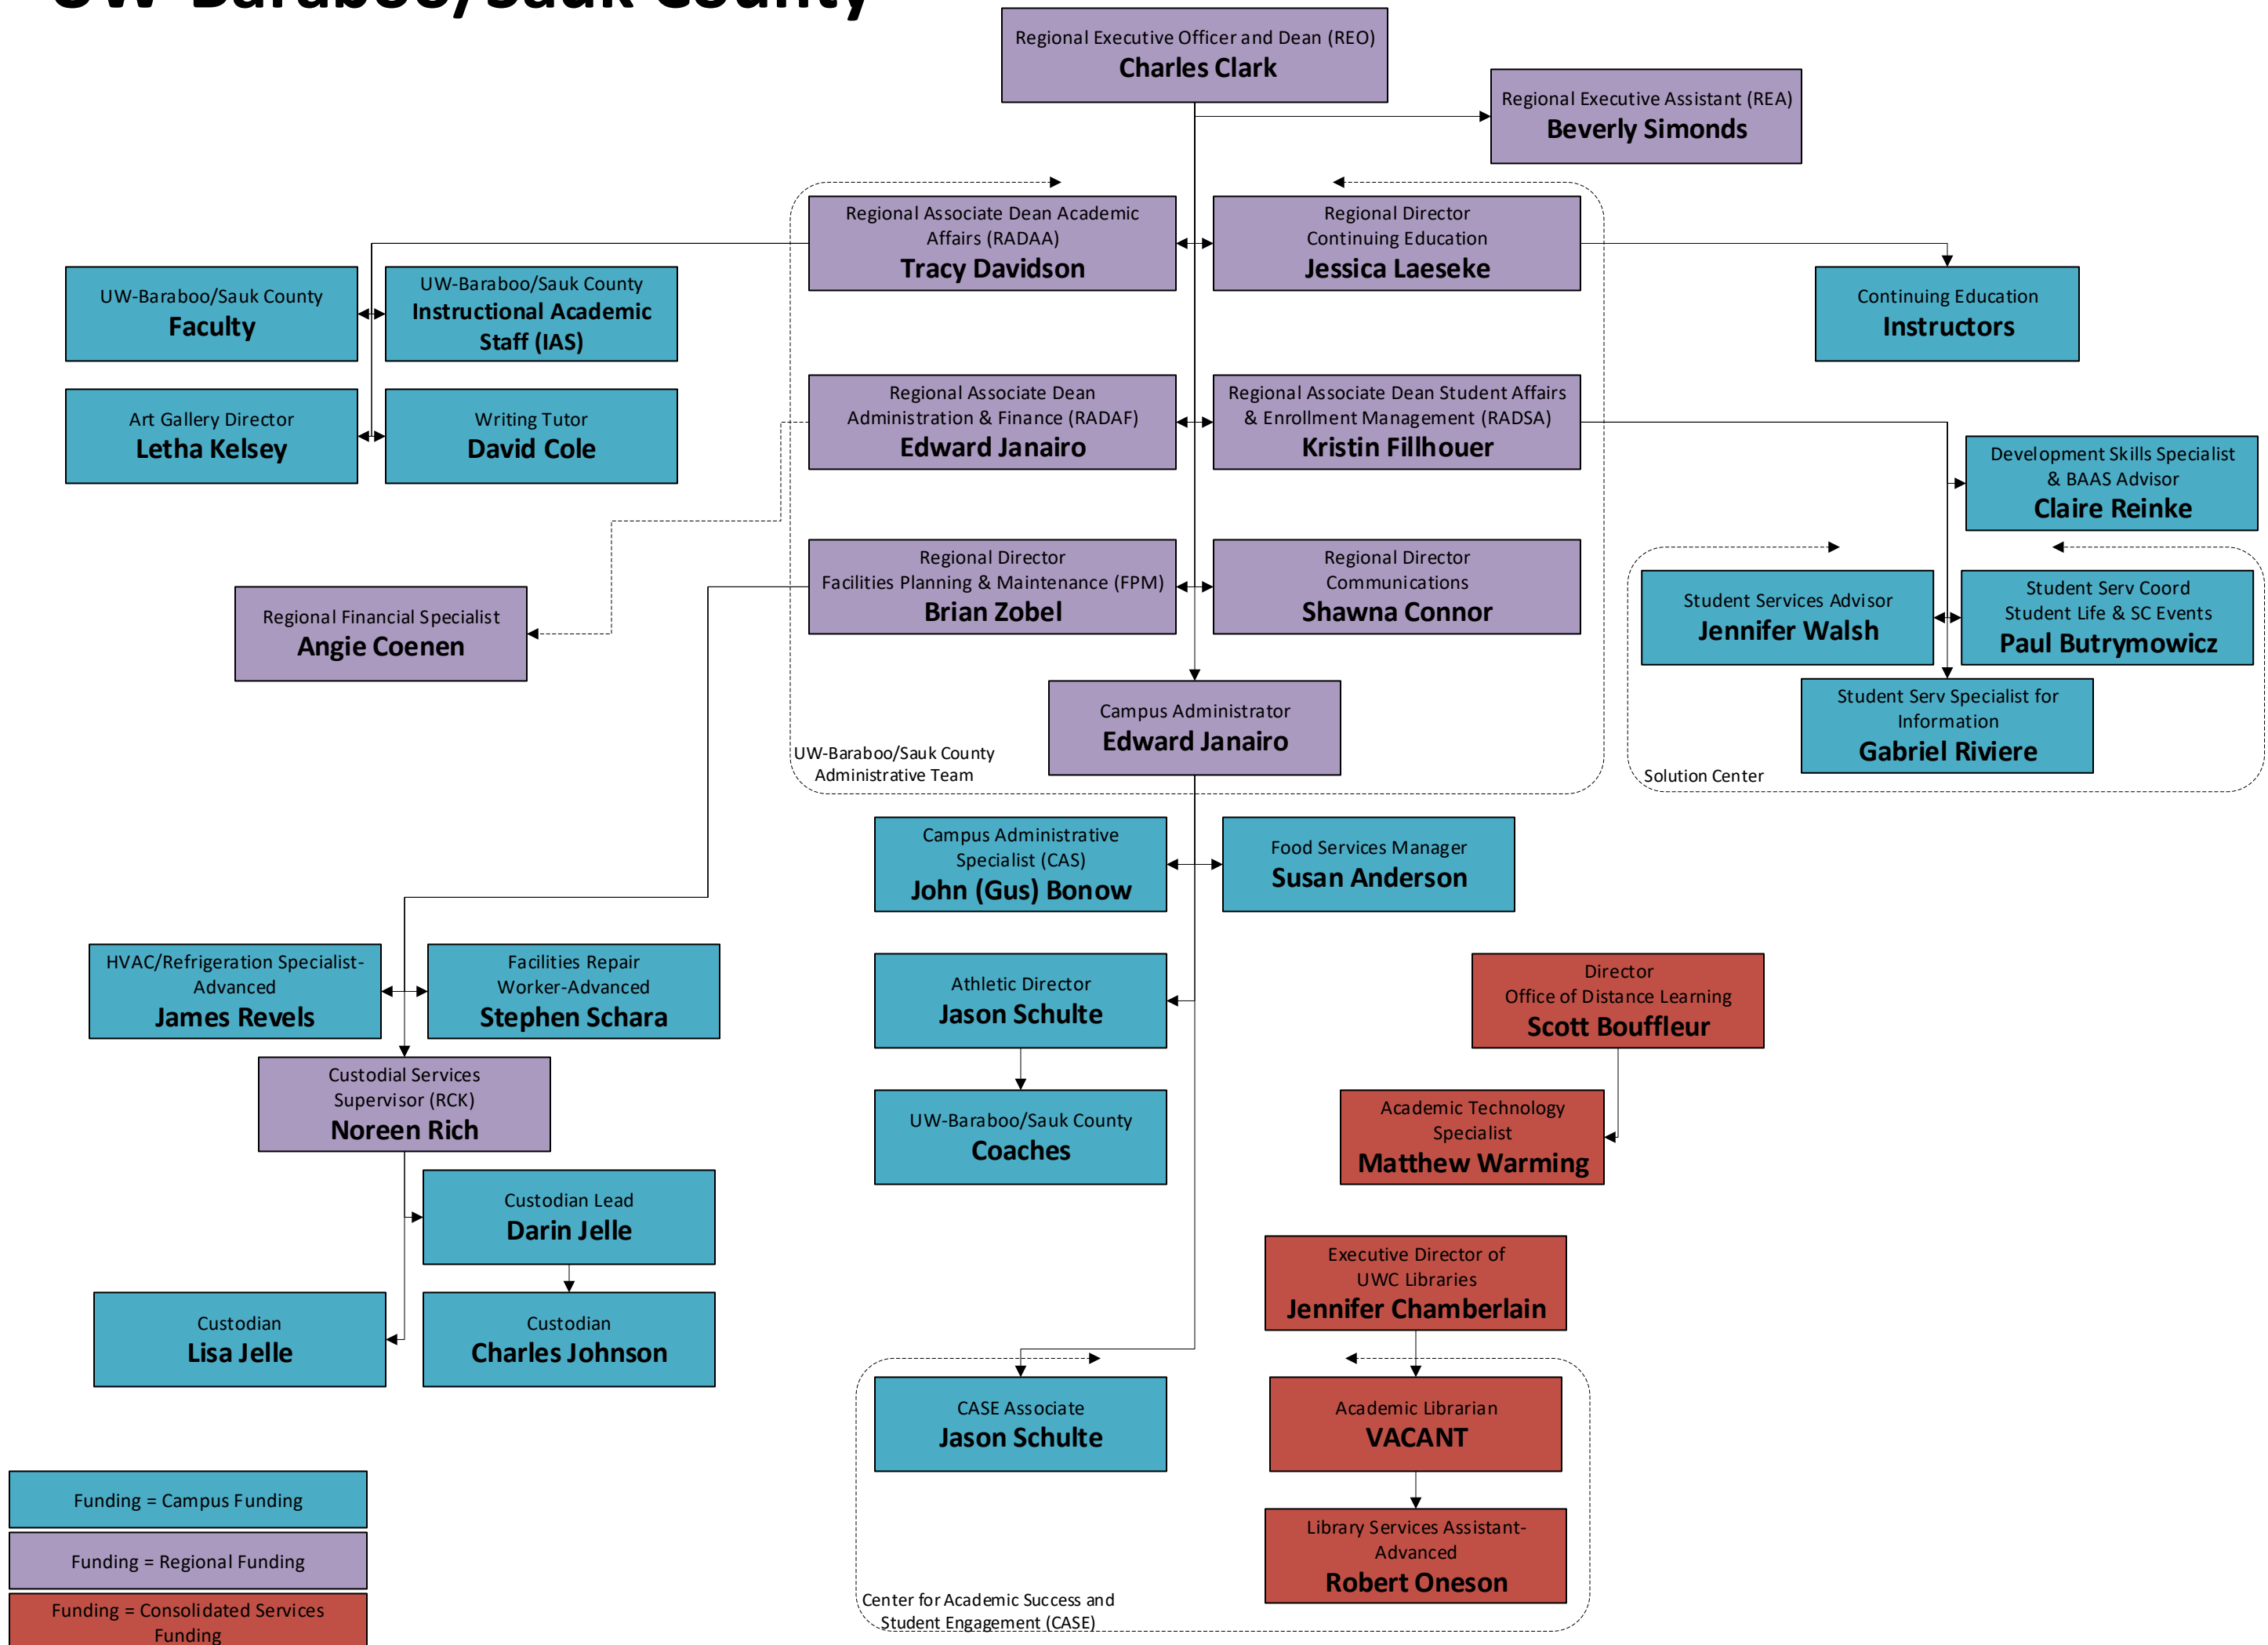 UW-Baraboo/Sauk County
Regional Executive Officer and Dean (REO)
Charles Clark
Regional Executive Assistant (REA)
Beverly Simonds
Regional Associate Dean Academic
Affairs (RADAA)
Tracy Davidson
Regional Director
Continuing Education
Jessica Laeseke
UW-Baraboo/Sauk County
Faculty
UW-Baraboo/Sauk County
Instructional Academic
Staff (IAS)
Continuing Education
Instructors
Art Gallery Director
Letha Kelsey
Writing Tutor
David Cole
Regional Associate Dean
Administration & Finance (RADAF)
Edward Janairo
Regional Associate Dean Student Affairs
& Enrollment Management (RADSA)
Kristin Fillhouer
Development Skills Specialist
& BAAS Advisor
Claire Reinke
Regional Financial Specialist
Angie Coenen
Regional Director
Facilities Planning & Maintenance (FPM)
Brian Zobel
Regional Director
Communications
Shawna Connor
Student Services Advisor
Jennifer Walsh
Student Serv Coord
Student Life & SC Events
Paul Butrymowicz
Student Serv Specialist for
Information
Gabriel Riviere
Solution Center
Campus Administrator
Edward Janairo
UW-Baraboo/Sauk County
Administrative Team
Campus Administrative
Specialist (CAS)
John (Gus) Bonow
Food Services Manager
Susan Anderson
HVAC/Refrigeration Specialist-
Advanced
James Revels
Facilities Repair
Worker-Advanced
Stephen Schara
Athletic Director
Jason Schulte
Director
Office of Distance Learning
Scott Bouffleur
Custodial Services
Supervisor (RCK)
Noreen Rich
UW-Baraboo/Sauk County
Coaches
Academic Technology
Specialist
Matthew Warming
Custodian Lead
Darin Jelle
Executive Director of
UWC Libraries
Jennifer Chamberlain
Custodian
Lisa Jelle
Custodian
Charles Johnson
CASE Associate
Jason Schulte
Academic Librarian
VACANT
Library Services Assistant-
Advanced
Robert Oneson
Center for Academic Success and
Student Engagement (CASE)
Funding = Campus Funding
Funding = Regional Funding
Funding = Consolidated Services
Funding